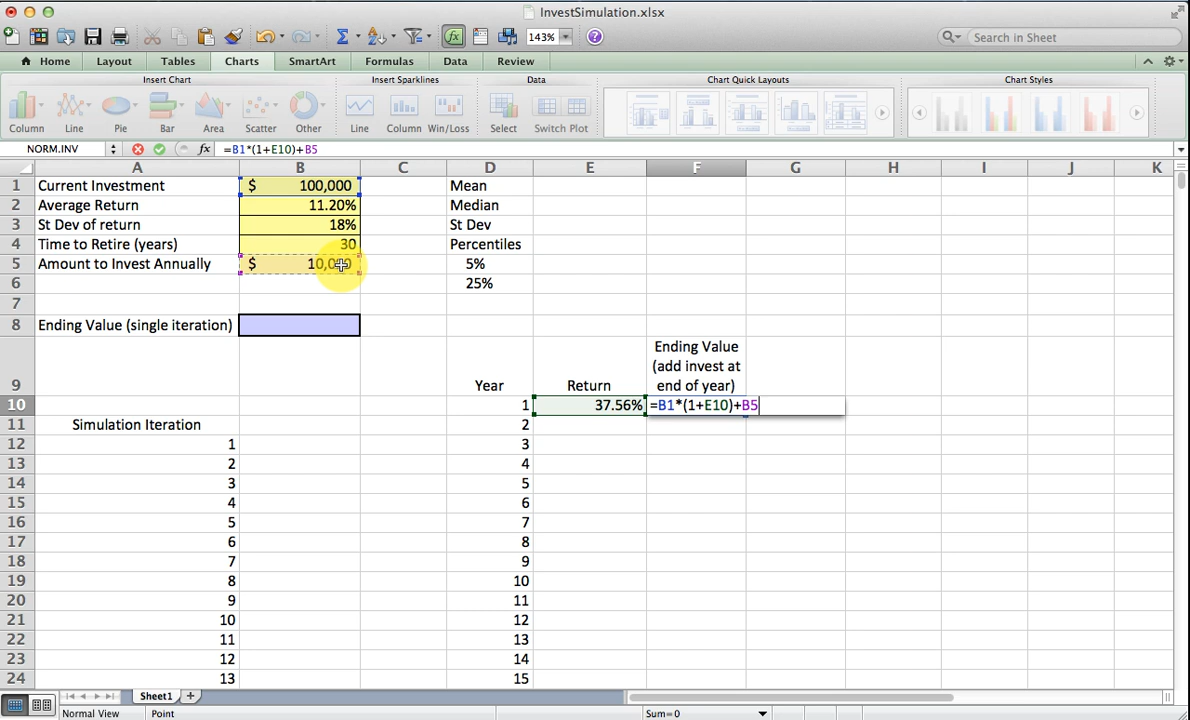 InvestSimulation.xlsx
143% Search in Sheet
Home Layout Tables Charts SmartArt Formulas Data Review
Insert Chart Insert Sparklines Data Chart Quick Layouts Chart Styles
Column Line Pie Bar Area Scatter Other Line Column Win/Loss Select Switch Plot
NORM.INV fx =B1*(1+E10)+B5
A B C D E F G H I J K
1 Current Investment $ 100,000 Mean
2 Average Return 11.20% Median
3 St Dev of return 18% St Dev
4 Time to Retire (years) 30 Percentiles
5 Amount to Invest Annually $ 10,000 5%
6 25%
7
8 Ending Value (single iteration)
Ending Value
(add invest at
9 Year Return end of year)
10 1 37.56% =B1*(1+E10)+B5
11 Simulation Iteration 2
12 1 3
13 2 4
14 3 5
15 4 6
16 5 7
17 6 8
18 7 9
19 8 10
20 9 11
21 10 12
22 11 13
23 12 14
24 13 15
Sheet1
Normal View Point Sum=0